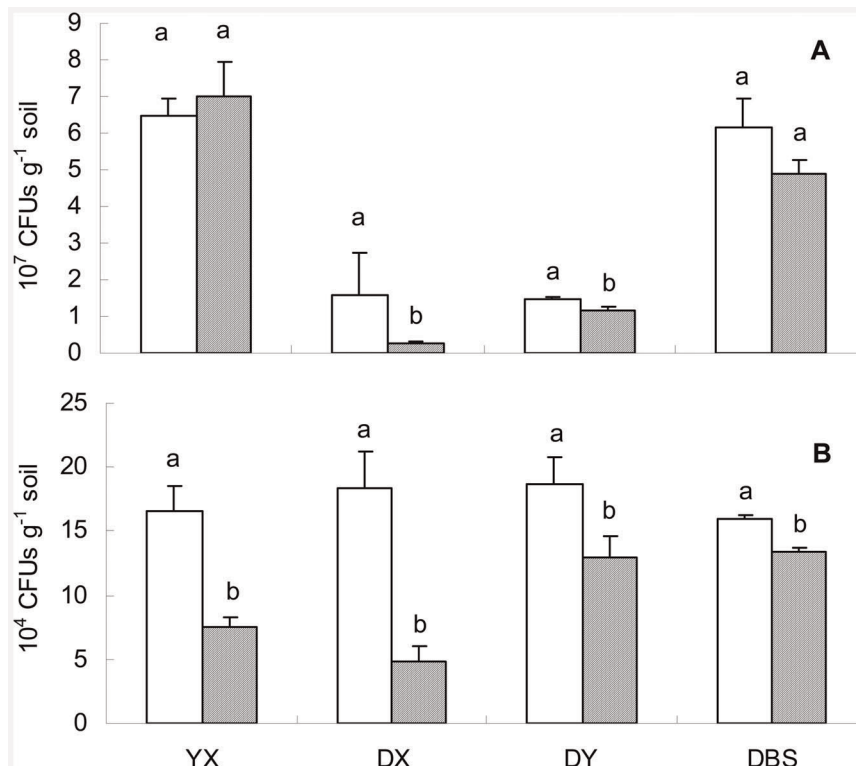 9
8
7
6
5
4
3
2
1
0
10⁷ CFUs g⁻¹ soil
A
a a
a b
a b
a a
25
20
15
10
5
0
10⁴ CFUs g⁻¹ soil
B
a b
a b
a b
a b
YX DX DY DBS